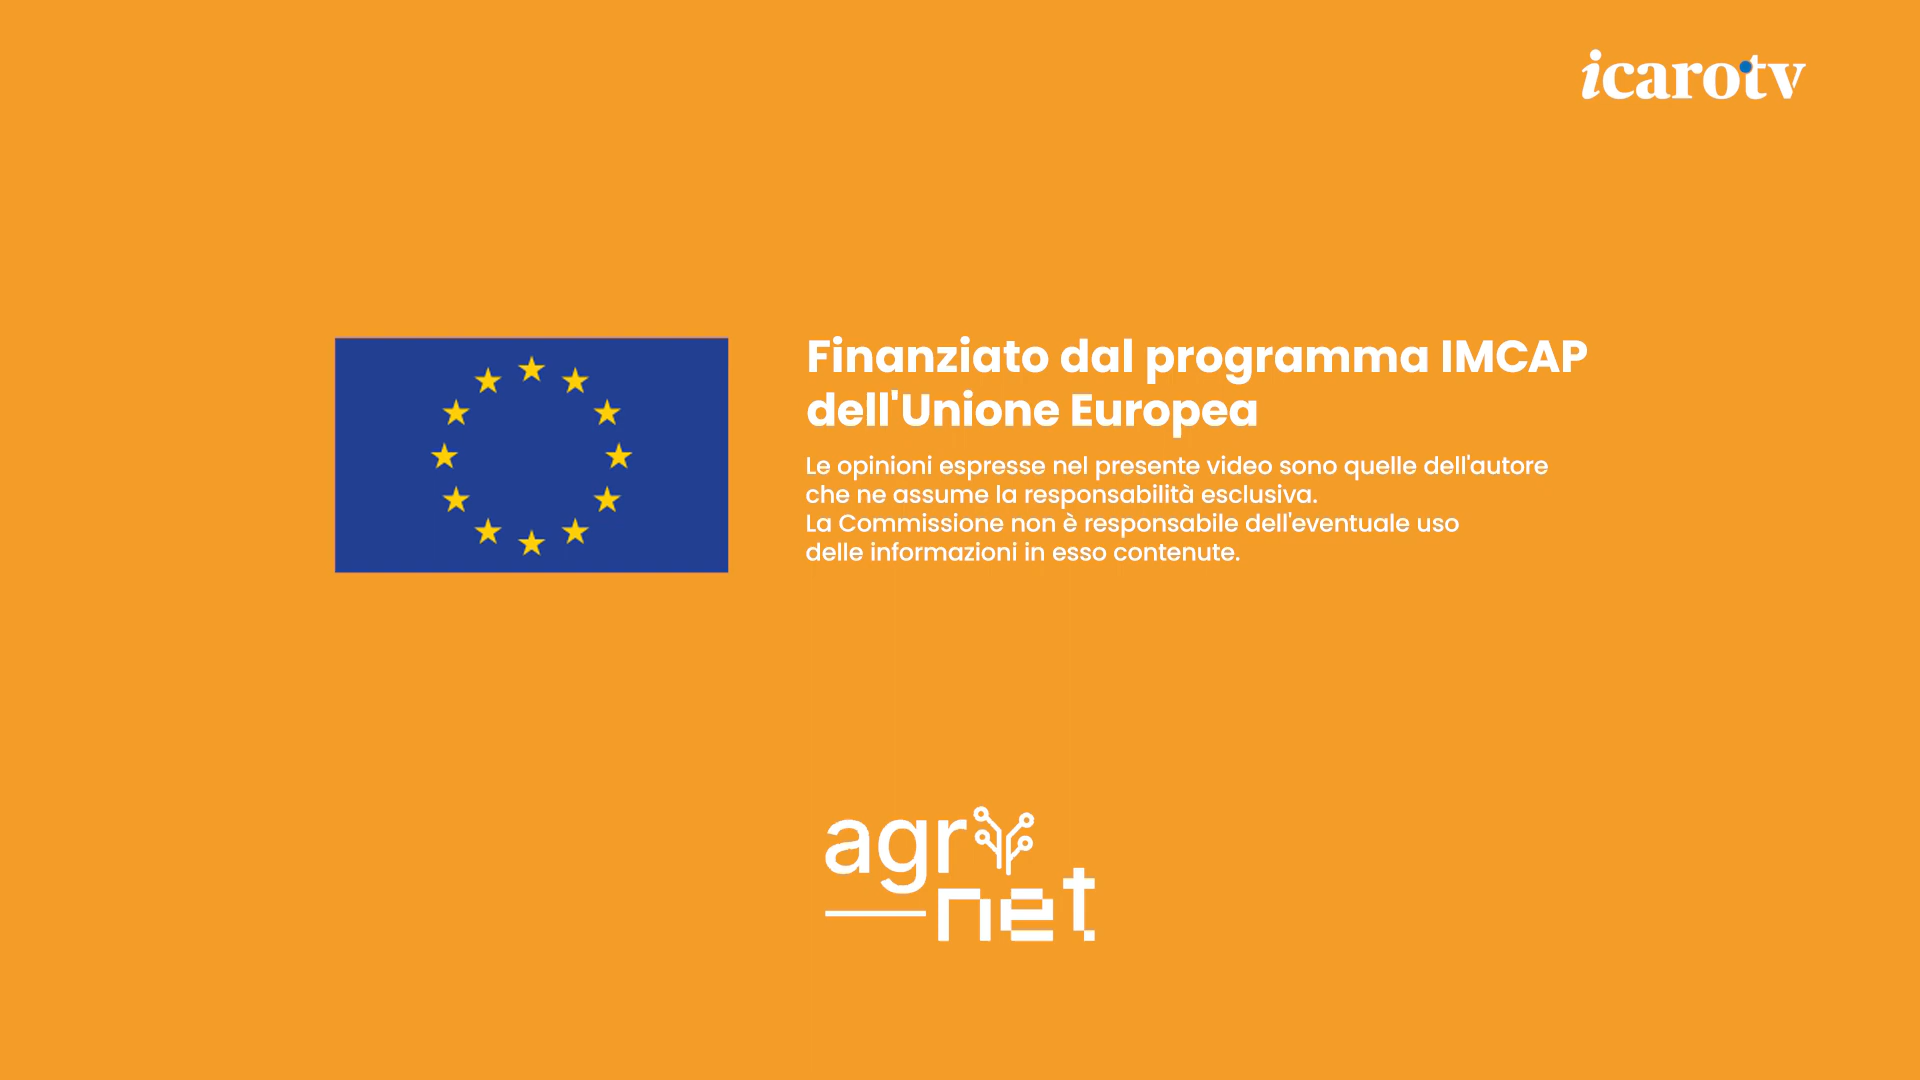 icarotv
Finanziato dal programma IMCAP
dell'Unione Europea
Le opinioni espresse nel presente video sono quelle dell'autore
che ne assume la responsabilità esclusiva.
La Commissione non è responsabile dell'eventuale uso
delle informazioni in esso contenute.
agri
net